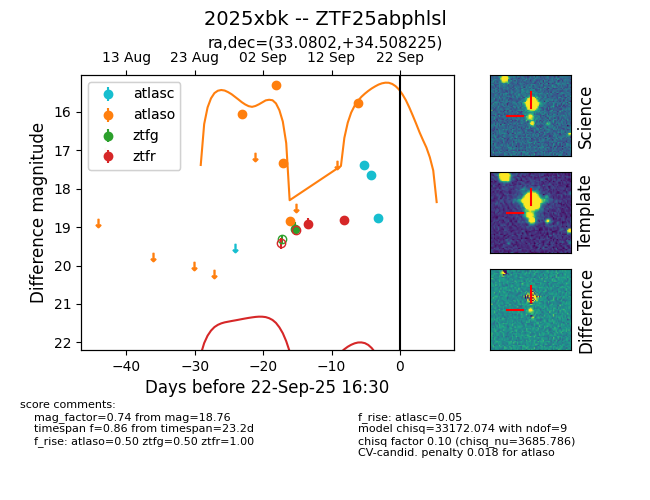 2025xbk -- ZTF25abphlsl
ra,dec=(33.0802,+34.508225)
13 Aug 23 Aug 02 Sep 12 Sep 22 Sep
atlasc
atlaso
ztfg
ztfr
16
17
18
19
20
21
22
Difference magnitude
−40 −30 −20 −10 0
Days before 22-Sep-25 16:30
Science
Template
Difference
score comments:
mag_factor=0.74 from mag=18.76
timespan f=0.86 from timespan=23.2d
f_rise: atlaso=0.50 ztfg=0.50 ztfr=1.00
f_rise: atlasc=0.05
model chisq=33172.074 with ndof=9
chisq factor 0.10 (chisq_nu=3685.786)
CV-candid. penalty 0.018 for atlaso